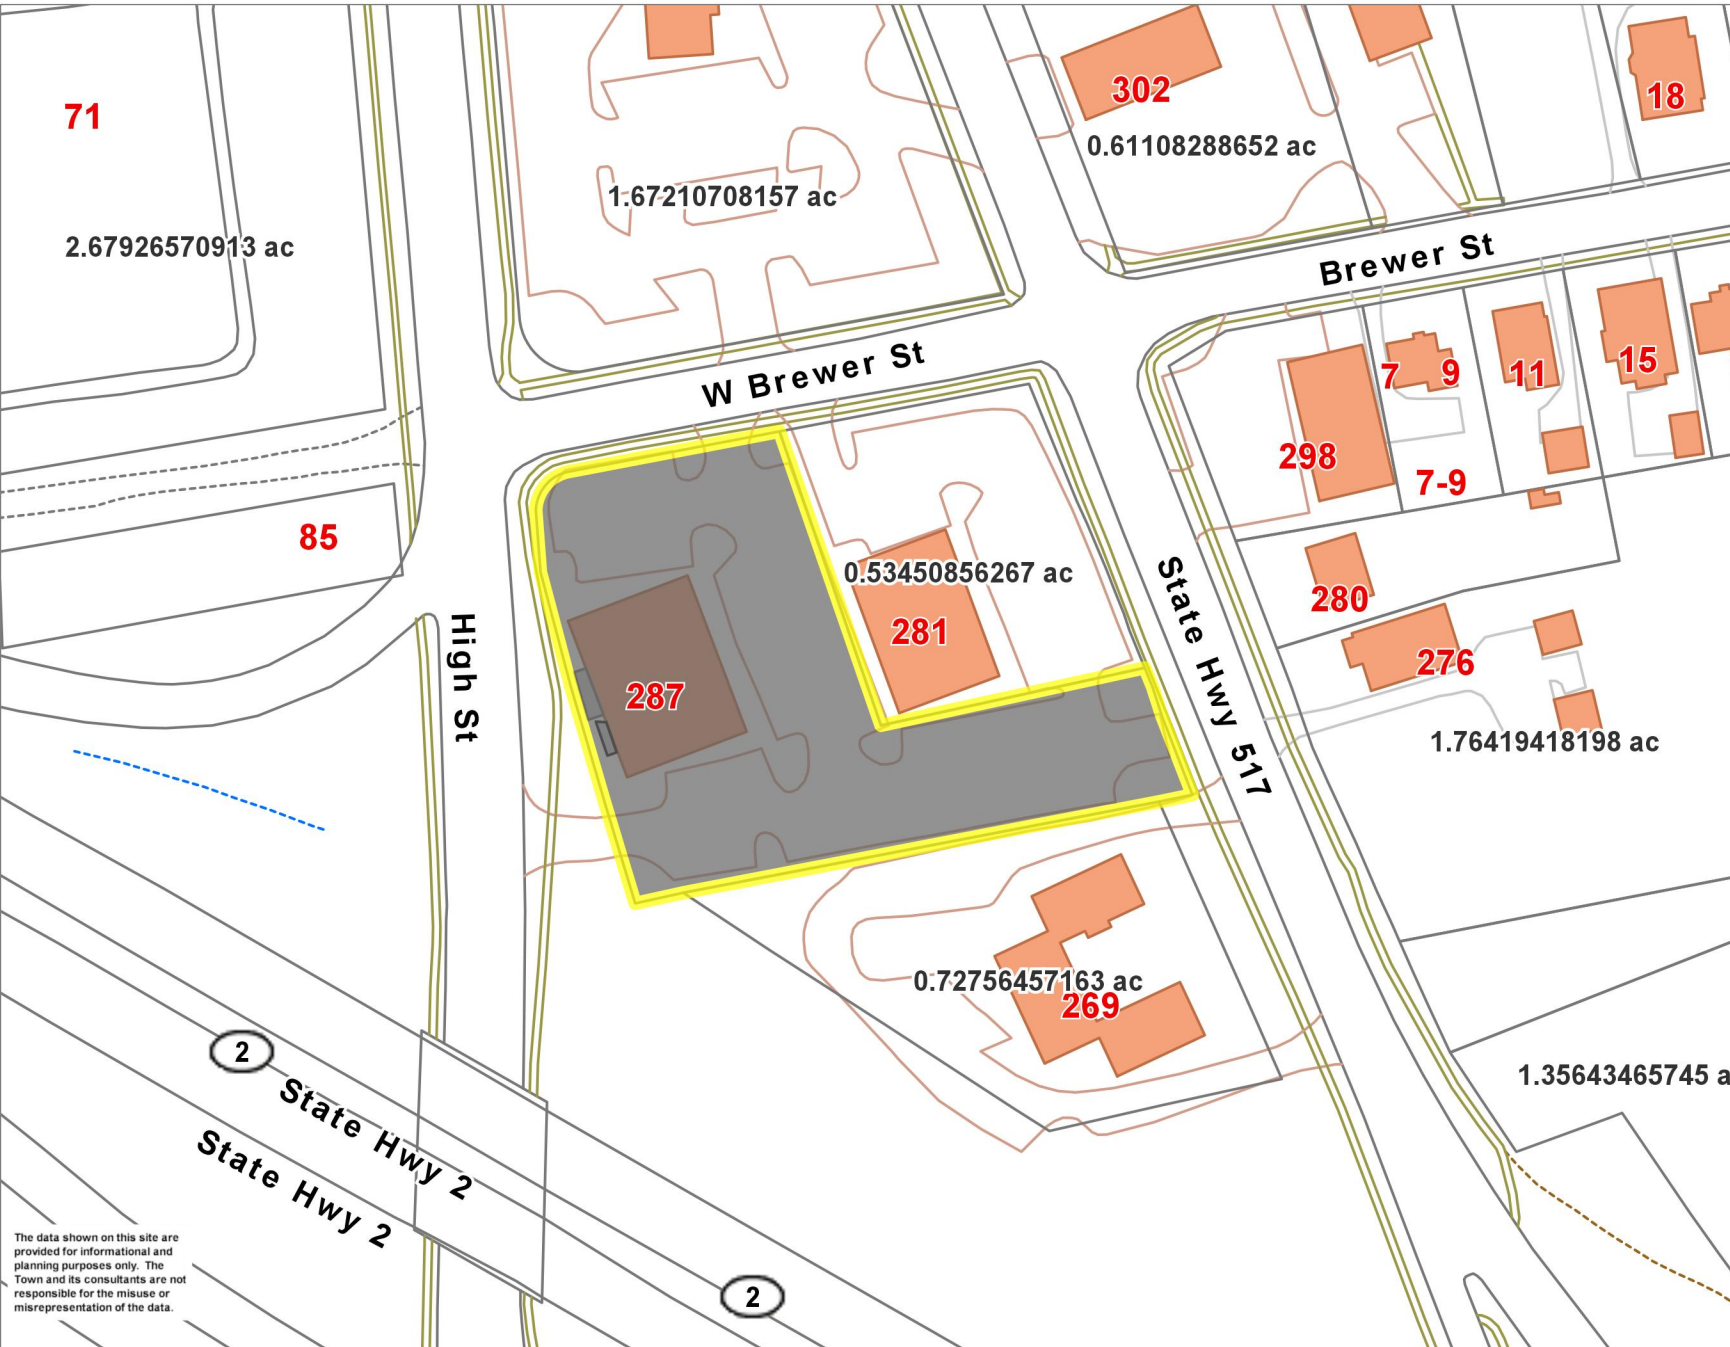 71
302
18
0.61108288652 ac
1.67210708157 ac
2.67926570913 ac
Brewer St
W Brewer St
7
9
11
15
298
7-9
85
0.53450856267 ac
281
280
State Hwy 517
High St
287
276
1.76419418198 ac
0.72756457163 ac
269
2
State Hwy 2
State Hwy 2
1.35643465745 a
2
The data shown on this site are
provided for informational and
planning purposes only. The
Town and its consultants are not
responsible for the misuse or
misrepresentation of the data.